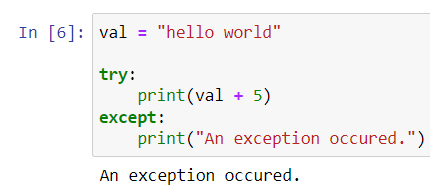 In [6]: val = "hello world"
try:
    print(val + 5)
except:
    print("An exception occured.")
An exception occured.